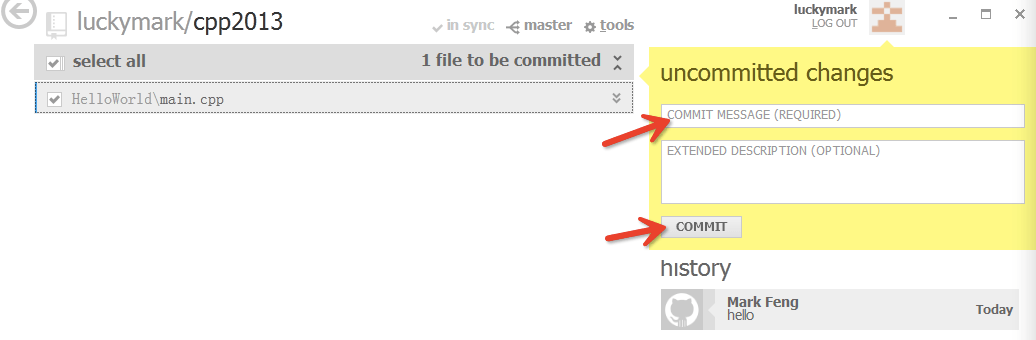 luckymark/cpp2013
in sync
master
tools
luckymark
LOG OUT
select all
1 file to be committed
HelloWorld\main.cpp
uncommitted changes
COMMIT MESSAGE (REQUIRED)
EXTENDED DESCRIPTION (OPTIONAL)
COMMIT
history
Mark Feng
hello
Today